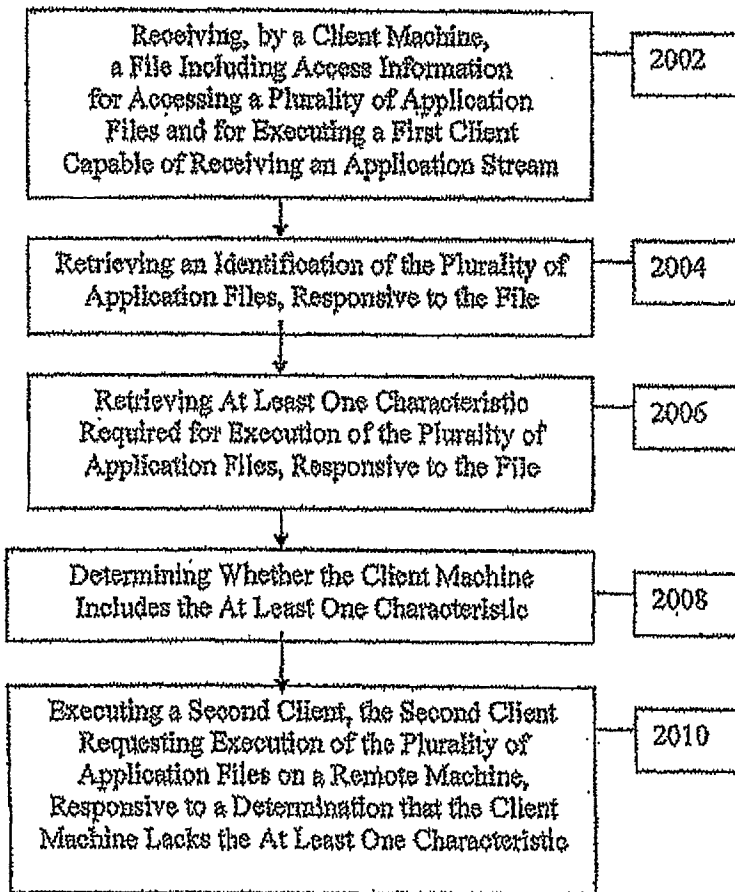 Receiving, by a Client Machine,
a File Including Access Information
for Accessing a Plurality of Application
Files and for Executing a First Client
Capable of Receiving an Application Stream
2002
Retrieving an Identification of the Plurality of
Application Files, Responsive to the File
2004
Retrieving At Least One Characteristic
Required for Execution of the Plurality of
Application Files, Responsive to the File
2006
Determining Whether the Client Machine
Includes the At Least One Characteristic
2008
Executing a Second Client, the Second Client
Requesting Execution of the Plurality of
Application Files on a Remote Machine,
Responsive to a Determination that the Client
Machine Lacks the At Least One Characteristic
2010